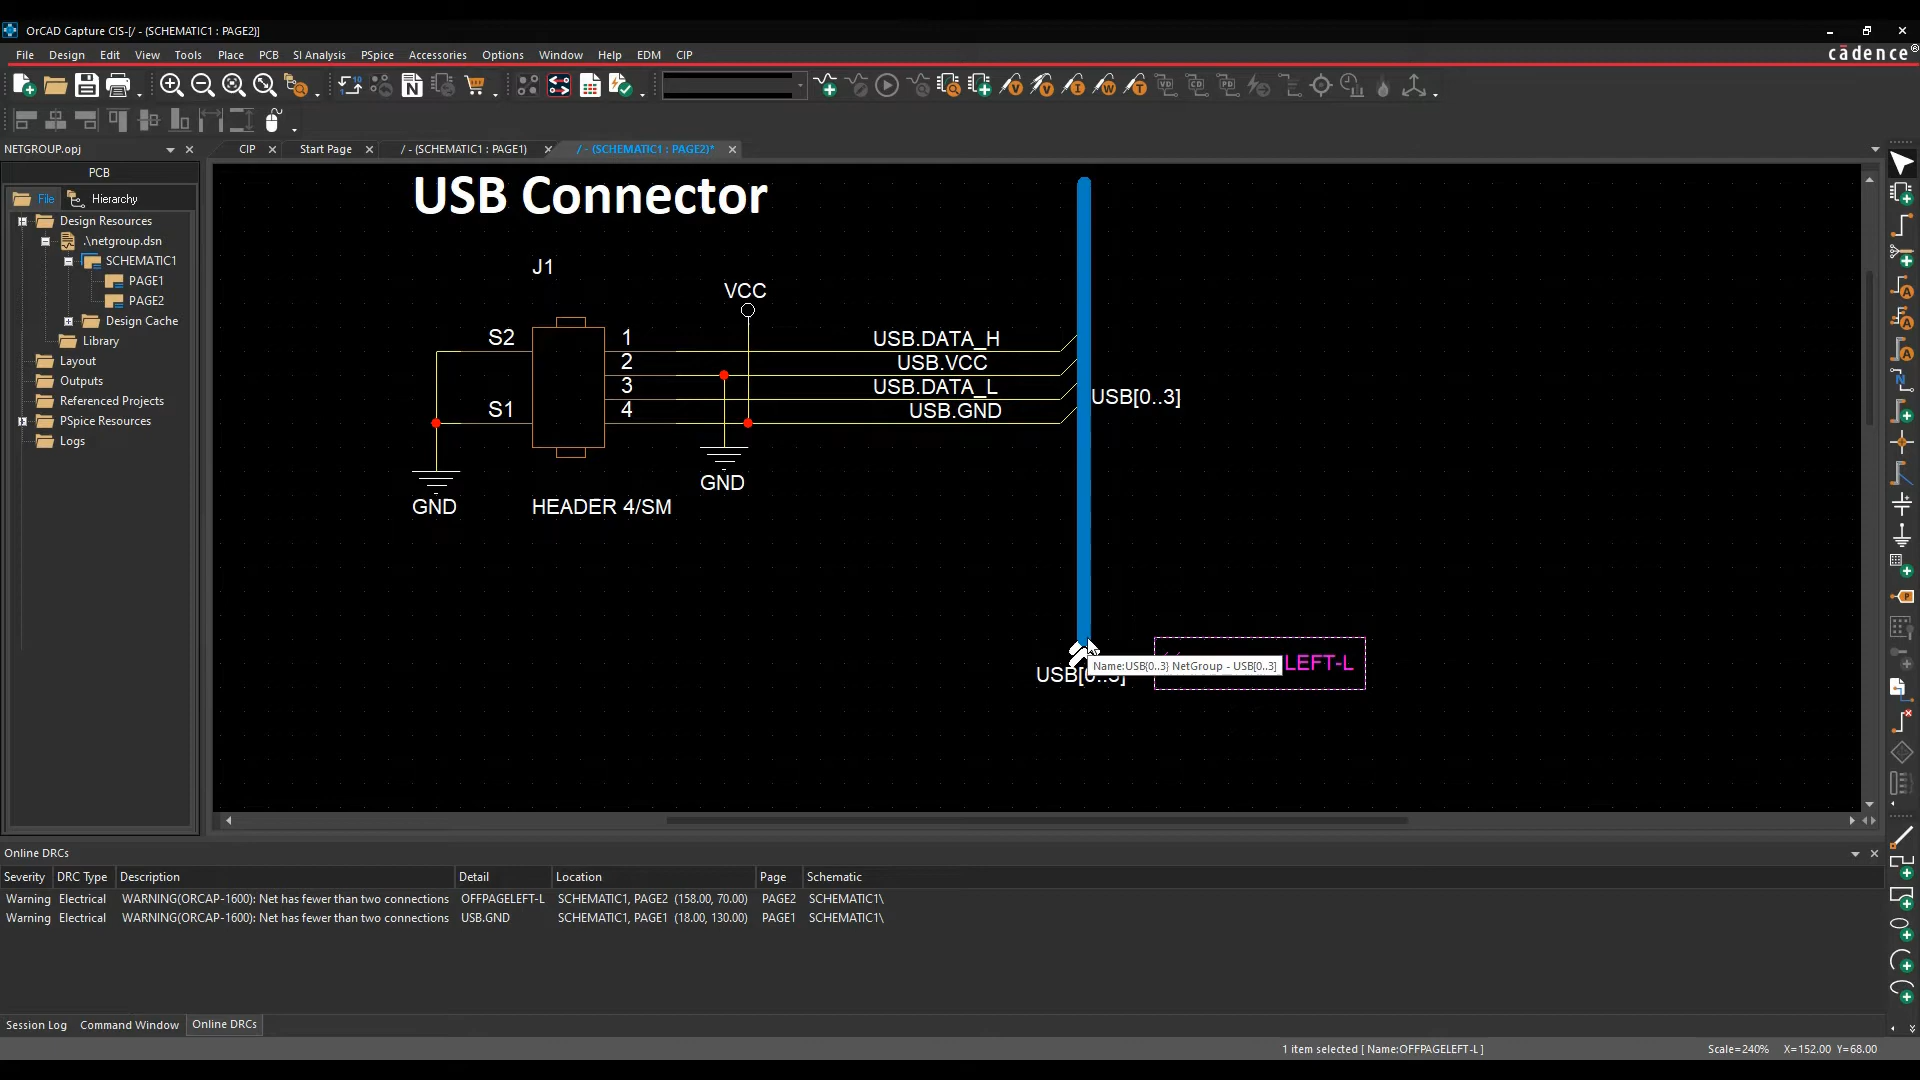 OrCAD Capture CIS-[/ - (SCHEMATIC1 : PAGE2)]
File Design Edit View Tools Place PCB SI Analysis PSpice Accessories Options Window Help EDM CIP
cādence®
NETGROUP.opj
CIP Start Page / - (SCHEMATIC1 : PAGE1) / - (SCHEMATIC1 : PAGE2)*
PCB
File Hierarchy
Design Resources
.\netgroup.dsn
SCHEMATIC1
PAGE1
PAGE2
Design Cache
Library
Layout
Outputs
Referenced Projects
PSpice Resources
Logs
USB Connector
J1
VCC
S2 1 USB.DATA_H
2 USB.VCC
3 USB.DATA_L
USB[0..3]
S1 4 USB.GND
GND
GND
HEADER 4/SM
Name:USB[0..3] NetGroup - USB[0..3]
LEFT-L
USB[0..3]
Online DRCs
Severity DRC Type Description Detail Location Page Schematic
Warning Electrical WARNING(ORCAP-1600): Net has fewer than two connections OFFPAGELEFT-L SCHEMATIC1, PAGE2 (158.00, 70.00) PAGE2 SCHEMATIC1\
Warning Electrical WARNING(ORCAP-1600): Net has fewer than two connections USB.GND SCHEMATIC1, PAGE1 (18.00, 130.00) PAGE1 SCHEMATIC1\
Session Log Command Window Online DRCs
1 item selected [ Name:OFFPAGELEFT-L ] Scale=240% X=152.00 Y=68.00